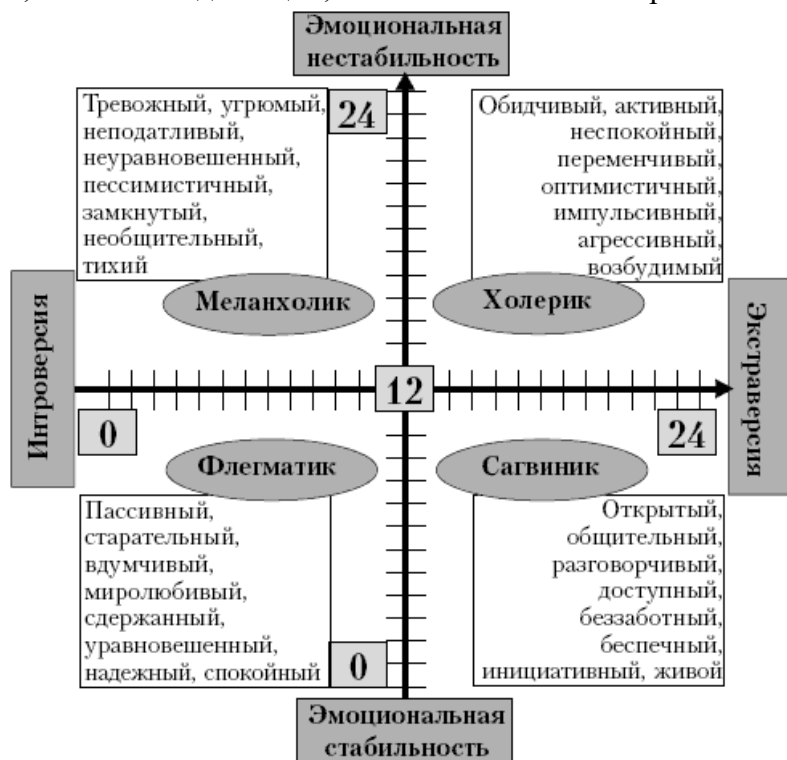 Эмоциональная
нестабильность
24
Тревожный, угрюмый,
неподатливый,
неуравновешенный,
пессимистичный,
замкнутый,
необщительный,
тихий
Обидчивый, активный,
неспокойный,
переменчивый,
оптимистичный,
импульсивный,
агрессивный,
возбудимый
Меланхолик
Холерик
Интроверсия
12
0
24
Экстраверсия
Флегматик
Сагвиник
Пассивный,
старательный,
вдумчивый,
миролюбивый,
сдержанный,
уравновешенный,
надежный, спокойный
0
Открытый,
общительный,
разговорчивый,
доступный,
беззаботный,
беспечный,
инициативный, живой
Эмоциональная
стабильность